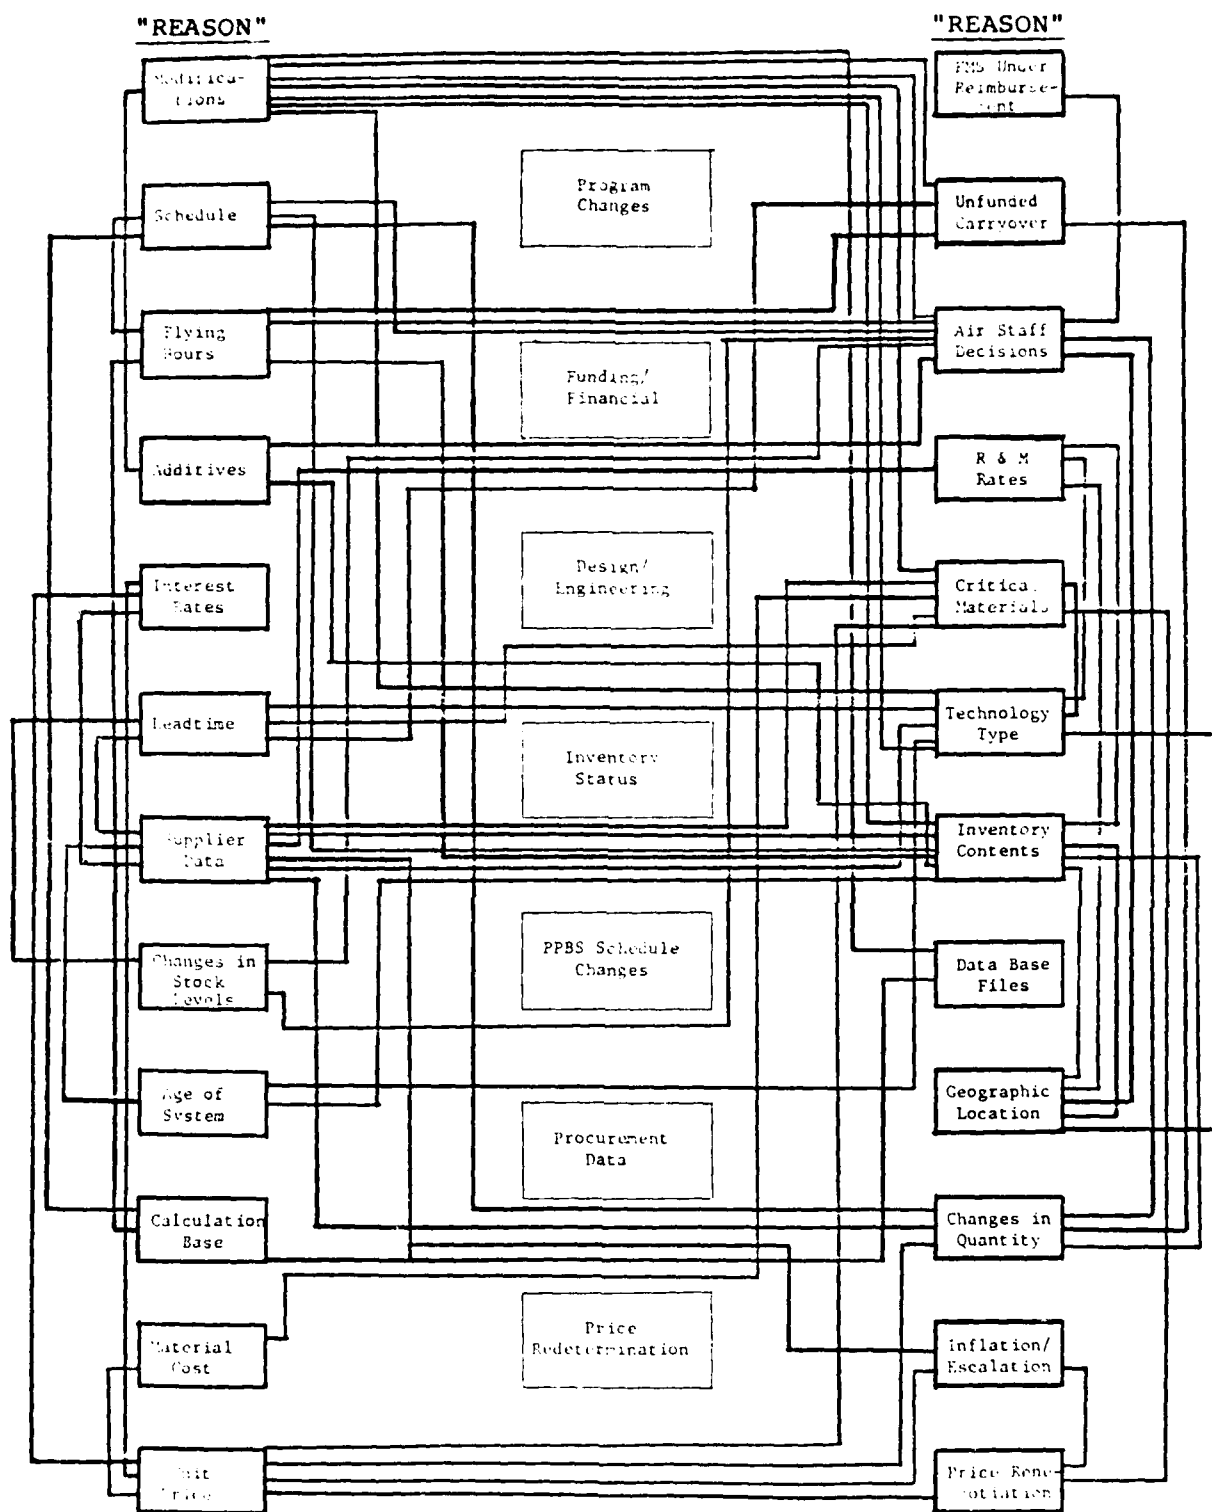 "REASON"
"REASON"
Modifica-
tions
FMS Under
Reimburse-
ment
Program
Changes
Schedule
Unfunded
Carryover
Flying
Hours
Air Staff
Decisions
Funding/
Financial
Additives
R & M
Rates
Design/
Engineering
Interest
Rates
Critical
Materials
Leadtime
Technology
Type
Inventory
Status
Supplier
Data
Inventory
Contents
PPBS Schedule
Changes
Changes in
Stock
Levels
Data Base
Files
Age of
System
Geographic
Location
Procurement
Data
Calculation
Base
Changes in
Quantity
Price
Redetermination
Material
Cost
Inflation/
Escalation
Unit
Price
Price Rene-
gotiation